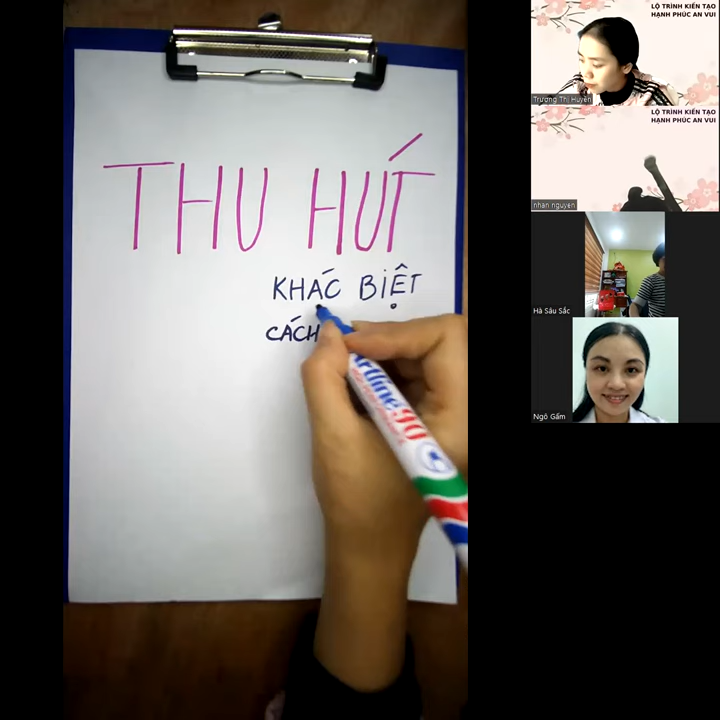 THU HÚT
KHÁC BIỆT
CÁCH
Artline 90
LỘ TRÌNH KIẾN TẠO
HẠNH PHÚC AN VUI
Trương Thị Huyền
LỘ TRÌNH KIẾN TẠO
HẠNH PHÚC AN VUI
nhan nguyen
Hà Sâu Sắc
Ngô Gấm